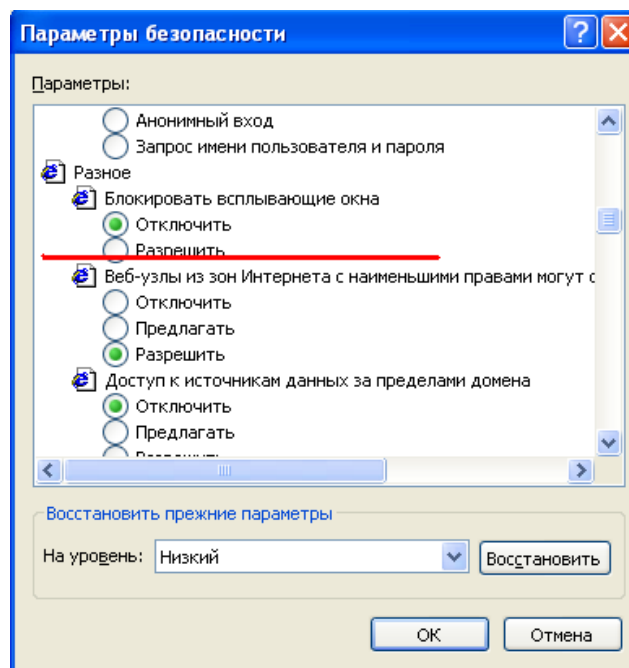 Параметры безопасности
Параметры:
Анонимный вход
Запрос имени пользователя и пароля
Разное
Блокировать всплывающие окна
Отключить
Разрешить
Веб-узлы из зон Интернета с наименьшими правами могут
Отключить
Предлагать
Разрешить
Доступ к источникам данных за пределами домена
Отключить
Предлагать
Восстановить прежние параметры
На уровень: Низкий Восстановить
ОК Отмена